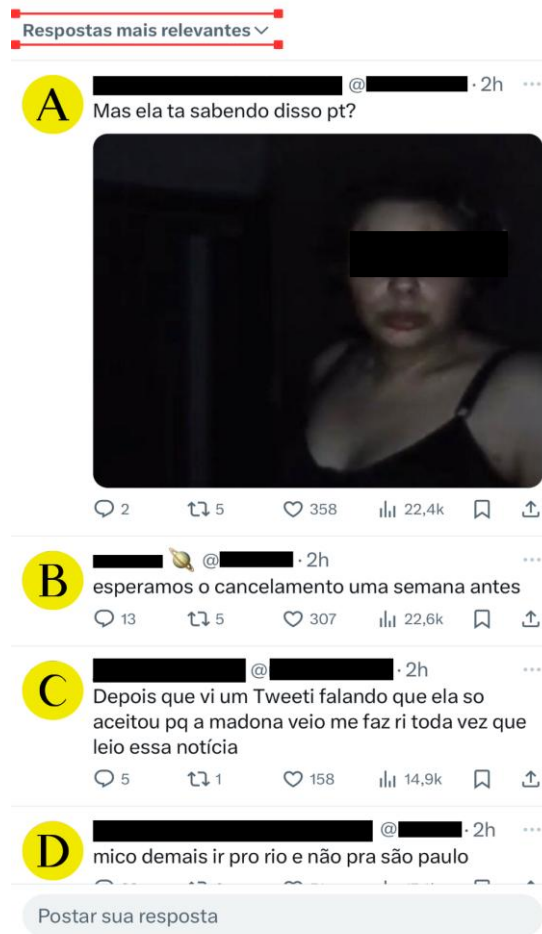 Respostas mais relevantes
A
@ · 2h
Mas ela ta sabendo disso pt?
2 5 358 22,4k
B
@ · 2h
esperamos o cancelamento uma semana antes
13 5 307 22,6k
C
@ · 2h
Depois que vi um Tweeti falando que ela so
aceitou pq a madona veio me faz ri toda vez que
leio essa notícia
5 1 158 14,9k
D
@ · 2h
mico demais ir pro rio e não pra são paulo
Postar sua resposta